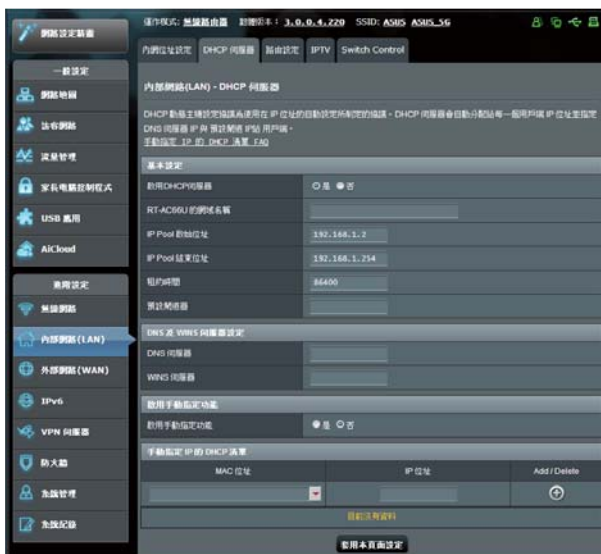 網路設定精靈
運作模式: 無線路由器 韌體版本: 3.0.0.4.220 SSID: ASUS ASUS_5G
內網位址設定 DHCP 伺服器 路由設定 IPTV Switch Control
一般設定
網路地圖
訪客網路
流量管理
家長電腦控制程式
USB 應用
AiCloud
進階設定
無線網路
內部網路(LAN)
外部網路(WAN)
IPv6
VPN 伺服器
防火牆
系統管理
系統紀錄
內部網路(LAN) - DHCP 伺服器
DHCP 動態主機設定協議為使用在 IP 位址的自動設定所制定的協議。DHCP 伺服器會自動分配給每一個用戶端 IP 位址並指定
DNS 伺服器 IP 與 預設閘道 IP給 用戶端。
手動指定 IP 的 DHCP 清單 FAQ
基本設定
啟用DHCP伺服器 是 否
RT-AC66U 的網域名稱
IP Pool 起始位址 192.168.1.2
IP Pool 結束位址 192.168.1.254
租約時間 86400
預設閘道器
DNS 及 WINS 伺服器設定
DNS 伺服器
WINS 伺服器
啟用手動指定功能
啟用手動指定功能 是 否
手動指定 IP 的 DHCP 清單
MAC 位址 IP 位址 Add / Delete
目前沒有資料
套用本頁面設定